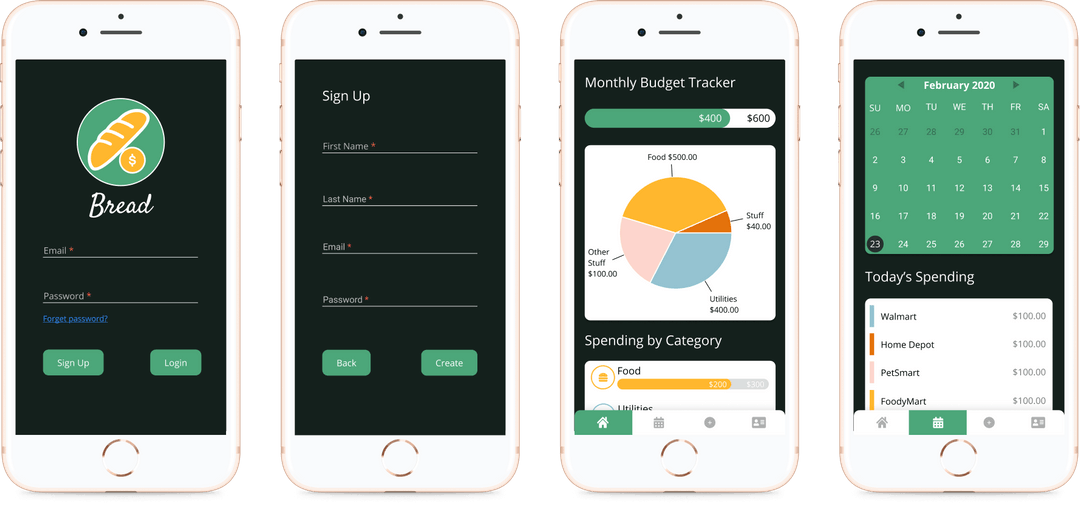 $
Bread
Email *
Password *
Forget password?
Sign Up
Login
Sign Up
First Name *
Last Name *
Email *
Password *
Back
Create
Monthly Budget Tracker
$400
$600
Food $500.00
Stuff
$40.00
Other
Stuff
$100.00
Utilities
$400.00
Spending by Category
Food
$200
$300
Utilities
February 2020
SU MO TU WE TH FR SA
26 27 28 29 30 31 1
2 3 4 5 6 7 8
9 10 11 12 13 14 15
16 17 18 19 20 21 22
23 24 25 26 27 28 29
Today's Spending
Walmart $100.00
Home Depot $100.00
PetSmart $100.00
FoodyMart $100.00